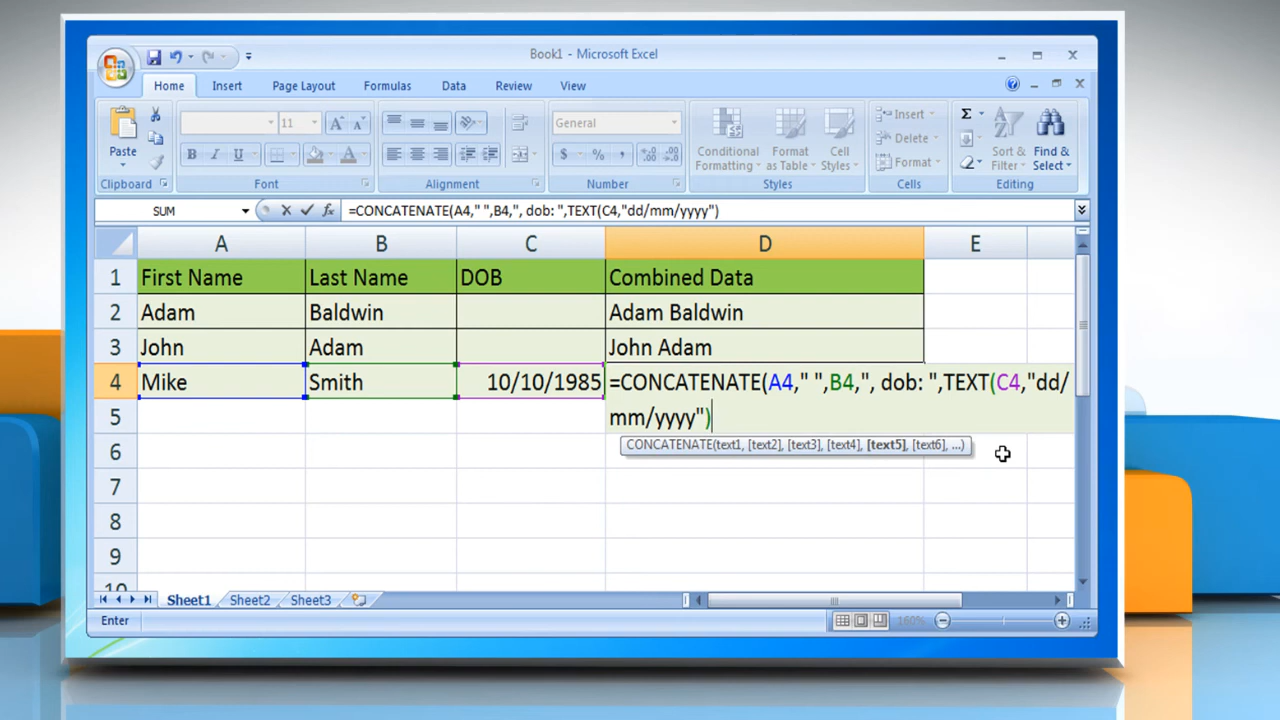 Book1 - Microsoft Excel
Home Insert Page Layout Formulas Data Review View
Paste
Clipboard
11
B I U A
Font
Alignment
General
$ % ,
Number
Conditional Formatting
Format as Table
Cell Styles
Styles
Insert
Delete
Format
Cells
Σ
Sort & Filter
Find & Select
Editing
SUM fx =CONCATENATE(A4," ",B4,", dob: ",TEXT(C4,"dd/mm/yyyy")
A B C D E
1 First Name Last Name DOB Combined Data
2 Adam Baldwin Adam Baldwin
3 John Adam John Adam
4 Mike Smith 10/10/1985 =CONCATENATE(A4," ",B4,", dob: ",TEXT(C4,"dd/
5 mm/yyyy")
CONCATENATE(text1, [text2], [text3], [text4], [text5], [text6], ...)
6
7
8
9
10
Sheet1 Sheet2 Sheet3
Enter 160%